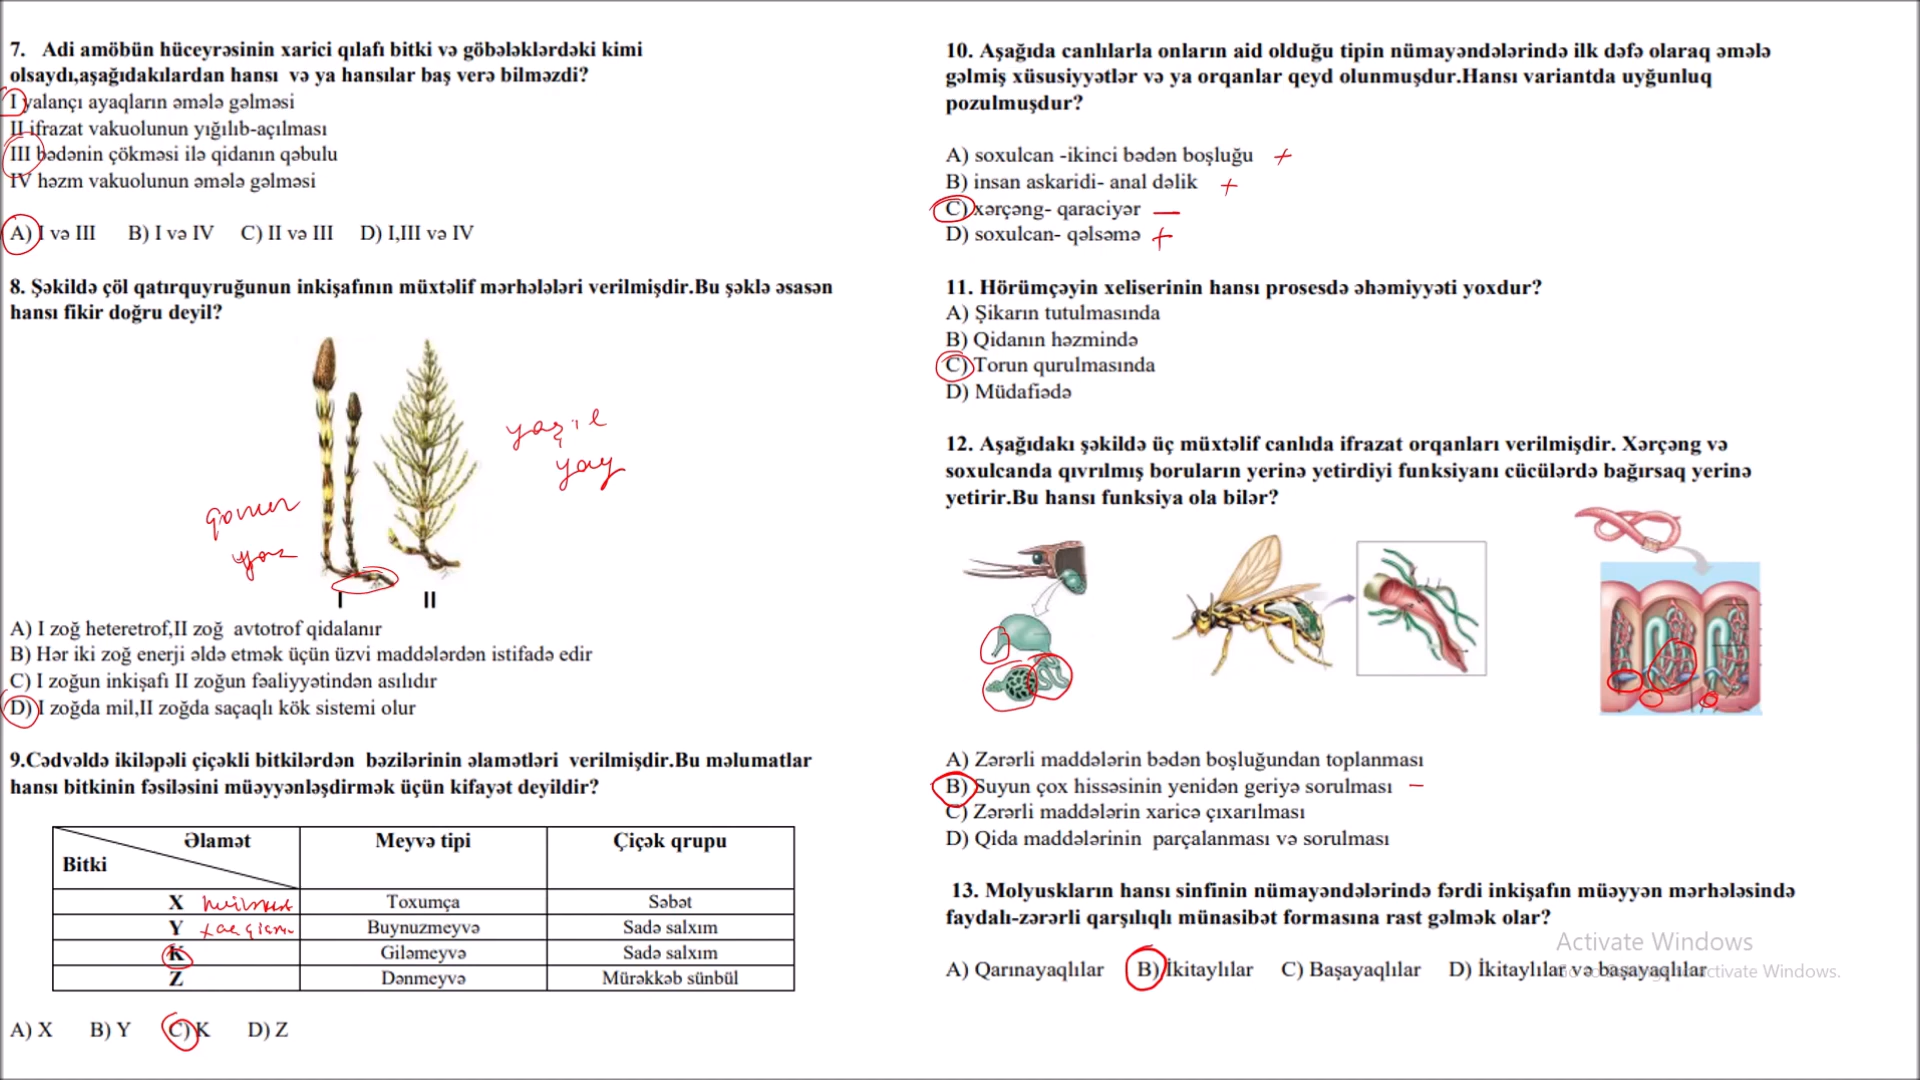 7. Adi amöbün hüceyrəsinin xarici qılafı bitki və göbələklərdəki kimi
olsaydı,aşağıdakılardan hansı və ya hansılar baş verə bilməzdi?
I yalançı ayaqların əmələ gəlməsi
II ifrazat vakuolunun yığılıb-açılması
III bədənin çökməsi ilə qidanın qəbulu
IV həzm vakuolunun əmələ gəlməsi
A) I və III B) I və IV C) II və III D) I,III və IV
8. Şəkildə çöl qatırquyruğunun inkişafının müxtəlif mərhələləri verilmişdir.Bu şəklə əsasən
hansı fikir doğru deyil?
yaşıl
yay
qonur
yaz
I II
A) I zoğ heteretrof,II zoğ avtotrof qidalanır
B) Hər iki zoğ enerji əldə etmək üçün üzvi maddələrdən istifadə edir
C) I zoğun inkişafı II zoğun fəaliyyətindən asılıdır
D) I zoğda mil,II zoğda saçaqlı kök sistemi olur
9.Cədvəldə ikiləpəli çiçəkli bitkilərdən bəzilərinin əlamətləri verilmişdir.Bu məlumatlar
hansı bitkinin fəsiləsini müəyyənləşdirmək üçün kifayət deyildir?
Əlamət Meyvə tipi Çiçək qrupu
Bitki
X Toxumça Səbət
Y Buynuzmeyvə Sadə salxım
K Giləmeyvə Sadə salxım
Z Dənmeyvə Mürəkkəb sünbül
A) X B) Y C) K D) Z
10. Aşağıda canlılarla onların aid olduğu tipin nümayəndələrində ilk dəfə olaraq əmələ
gəlmiş xüsusiyyətlər və ya orqanlar qeyd olunmuşdur.Hansı variantda uyğunluq
pozulmuşdur?
A) soxulcan -ikinci bədən boşluğu +
B) insan askaridi- anal dəlik +
C) xərçəng- qaraciyər —
D) soxulcan- qəlsəmə +
11. Hörümçəyin xeliserinin hansı prosesdə əhəmiyyəti yoxdur?
A) Şikarın tutulmasında
B) Qidanın həzmində
C) Torun qurulmasında
D) Müdafiədə
12. Aşağıdakı şəkildə üç müxtəlif canlıda ifrazat orqanları verilmişdir. Xərçəng və
soxulcanda qıvrılmış boruların yerinə yetirdiyi funksiyanı cücülərdə bağırsaq yerinə
yetirir.Bu hansı funksiya ola bilər?
A) Zərərli maddələrin bədən boşluğundan toplanması
B) Suyun çox hissəsinin yenidən geriyə sorulması –
C) Zərərli maddələrin xaricə çıxarılması
D) Qida maddələrinin parçalanması və sorulması
13. Molyuskların hansı sinfinin nümayəndələrində fərdi inkişafın müəyyən mərhələsində
faydalı-zərərli qarşılıqlı münasibət formasına rast gəlmək olar?
Activate Windows
A) Qarınayaqlılar B) İkitaylılar C) Başayaqlılar D) İkitaylılar və başayaqlılar
Go to Settings to activate Windows.